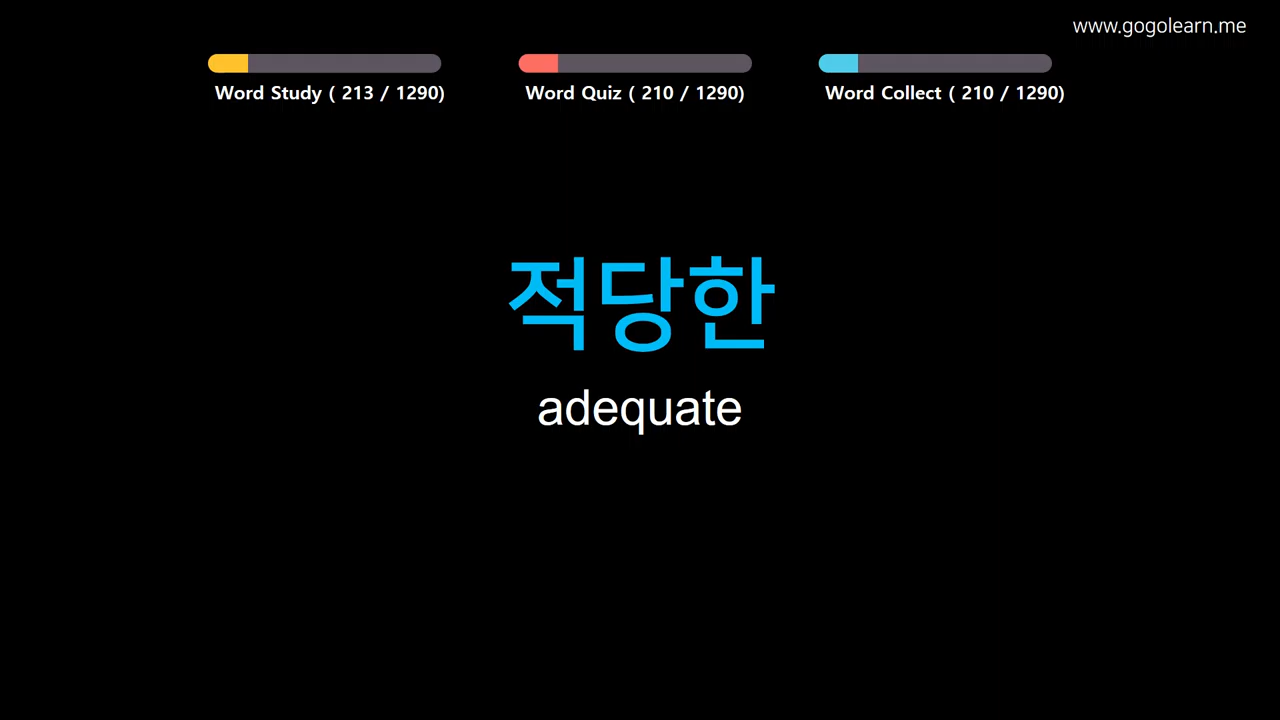 www.gogolearn.me
Word Study ( 213 / 1290)
Word Quiz ( 210 / 1290)
Word Collect ( 210 / 1290)
적당한
adequate